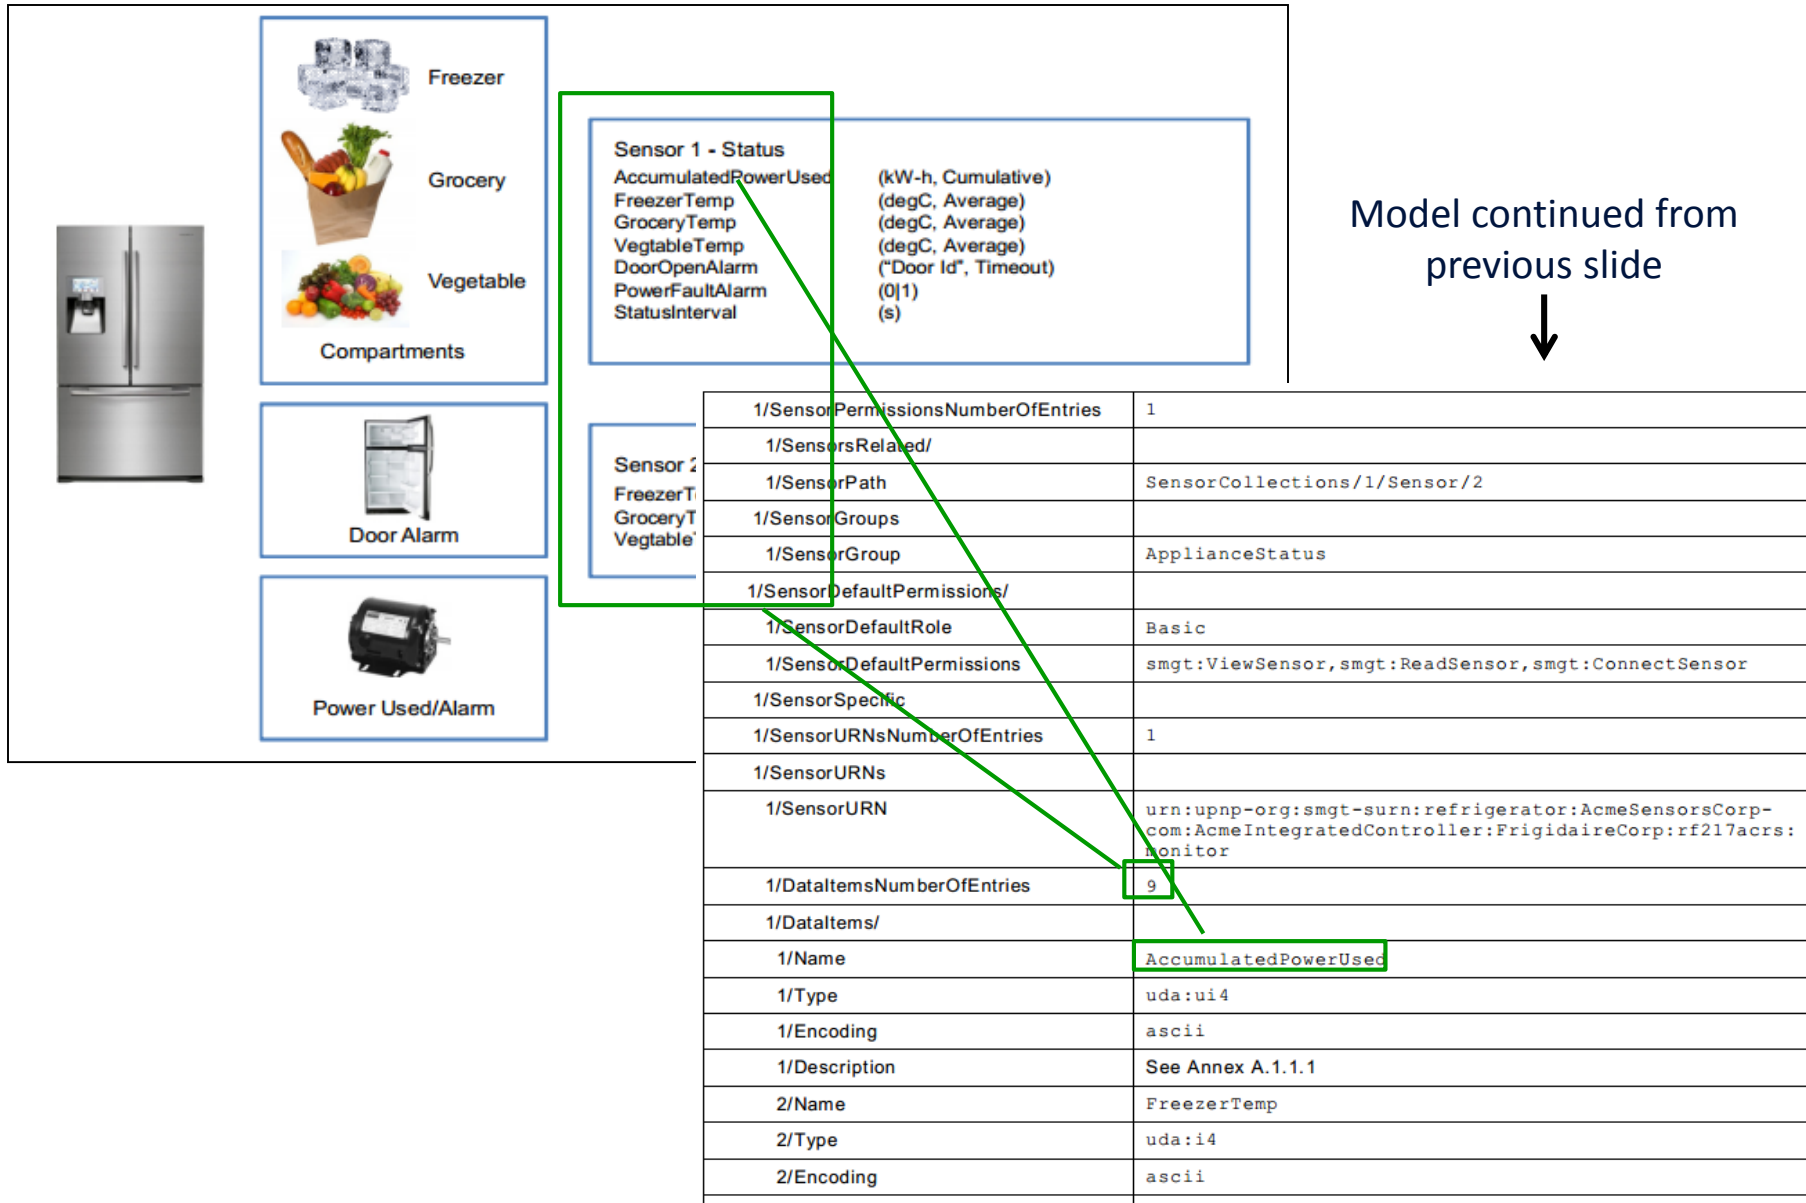 Freezer
Grocery
Vegetable
Compartments
Door Alarm
Power Used/Alarm
Sensor 1 - Status
AccumulatedPowerUsed (kW-h, Cumulative)
FreezerTemp (degC, Average)
GroceryTemp (degC, Average)
VegtableTemp (degC, Average)
DoorOpenAlarm ("Door Id", Timeout)
PowerFaultAlarm (0|1)
StatusInterval (s)
Sensor 2
FreezerT
GroceryT
Vegtable
Model continued from
previous slide
1/SensorPermissionsNumberOfEntries 1
1/SensorsRelated/
1/SensorPath SensorCollections/1/Sensor/2
1/SensorGroups
1/SensorGroup ApplianceStatus
1/SensorDefaultPermissions/
1/SensorDefaultRole Basic
1/SensorDefaultPermissions smgt:ViewSensor,smgt:ReadSensor,smgt:ConnectSensor
1/SensorSpecific
1/SensorURNsNumberOfEntries 1
1/SensorURNs
1/SensorURN urn:upnp-org:smgt-surn:refrigerator:AcmeSensorsCorp-
com:AcmeIntegratedController:FrigidaireCorp:rf217acrs:
monitor
1/DataItemsNumberOfEntries 9
1/DataItems/
1/Name AccumulatedPowerUsed
1/Type uda:ui4
1/Encoding ascii
1/Description See Annex A.1.1.1
2/Name FreezerTemp
2/Type uda:i4
2/Encoding ascii